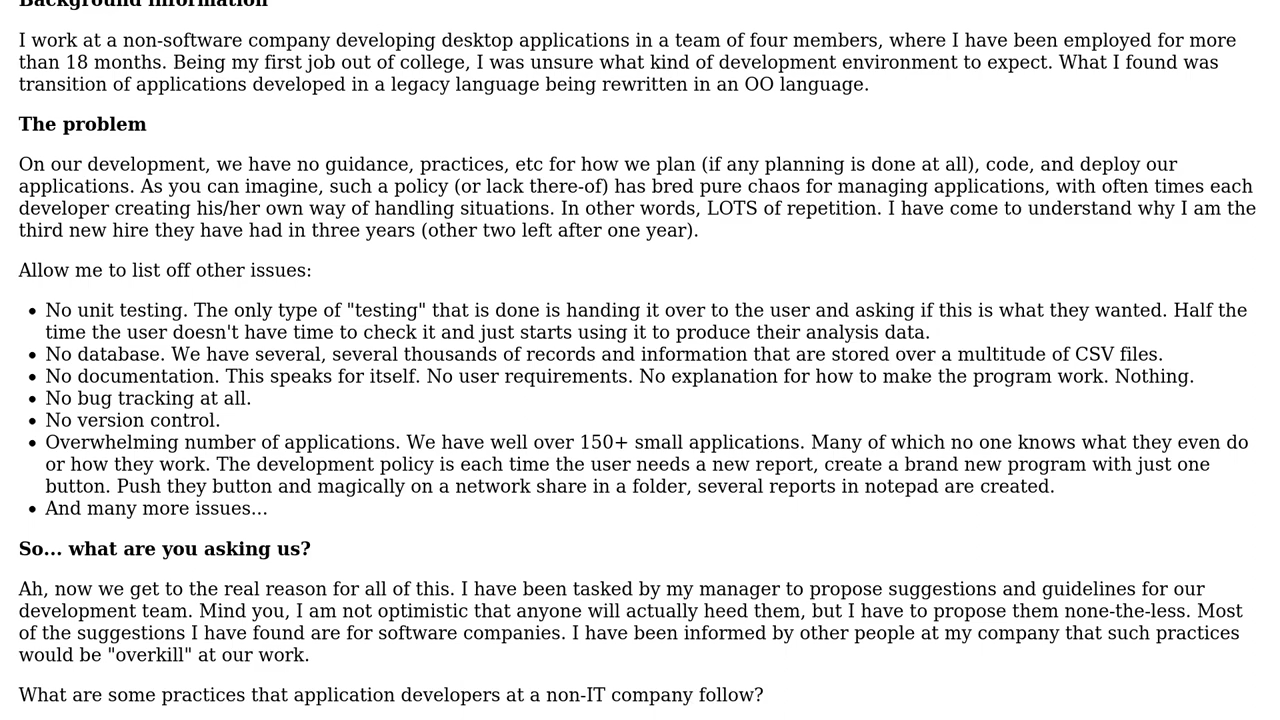 Background information
I work at a non-software company developing desktop applications in a team of four members, where I have been employed for more
than 18 months. Being my first job out of college, I was unsure what kind of development environment to expect. What I found was
transition of applications developed in a legacy language being rewritten in an OO language.
The problem
On our development, we have no guidance, practices, etc for how we plan (if any planning is done at all), code, and deploy our
applications. As you can imagine, such a policy (or lack there-of) has bred pure chaos for managing applications, with often times each
developer creating his/her own way of handling situations. In other words, LOTS of repetition. I have come to understand why I am the
third new hire they have had in three years (other two left after one year).
Allow me to list off other issues:
• No unit testing. The only type of "testing" that is done is handing it over to the user and asking if this is what they wanted. Half the
time the user doesn't have time to check it and just starts using it to produce their analysis data.
• No database. We have several, several thousands of records and information that are stored over a multitude of CSV files.
• No documentation. This speaks for itself. No user requirements. No explanation for how to make the program work. Nothing.
• No bug tracking at all.
• No version control.
• Overwhelming number of applications. We have well over 150+ small applications. Many of which no one knows what they even do
or how they work. The development policy is each time the user needs a new report, create a brand new program with just one
button. Push they button and magically on a network share in a folder, several reports in notepad are created.
• And many more issues...
So... what are you asking us?
Ah, now we get to the real reason for all of this. I have been tasked by my manager to propose suggestions and guidelines for our
development team. Mind you, I am not optimistic that anyone will actually heed them, but I have to propose them none-the-less. Most
of the suggestions I have found are for software companies. I have been informed by other people at my company that such practices
would be "overkill" at our work.
What are some practices that application developers at a non-IT company follow?